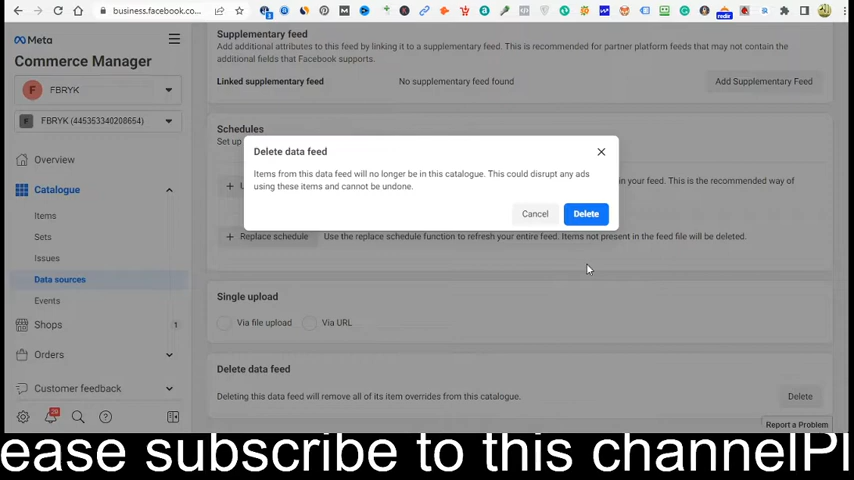 business.facebook.co...
Meta
Commerce Manager
F FBRYK
F FBRYK (445353340208654)
Overview
Catalogue
Items
Sets
Issues
Data sources
Events
Shops 1
Orders
Customer feedback
Supplementary feed
Add additional attributes to this feed by linking it to a supplementary feed. This is recommended for partner platform feeds that may not contain the
additional fields that Facebook supports.
Linked supplementary feed No supplementary feed found Add Supplementary Feed
Schedules
Set up
Delete data feed
Items from this data feed will no longer be in this catalogue. This could disrupt any ads
using these items and cannot be undone.
Cancel Delete
+ U in your feed. This is the recommended way of
+ Replace schedule Use the replace schedule function to refresh your entire feed. Items not present in the feed file will be deleted.
Single upload
Via file upload Via URL
Delete data feed
Deleting this data feed will remove all of its item overrides from this catalogue. Delete
Report a Problem
ease subscribe to this channelPl